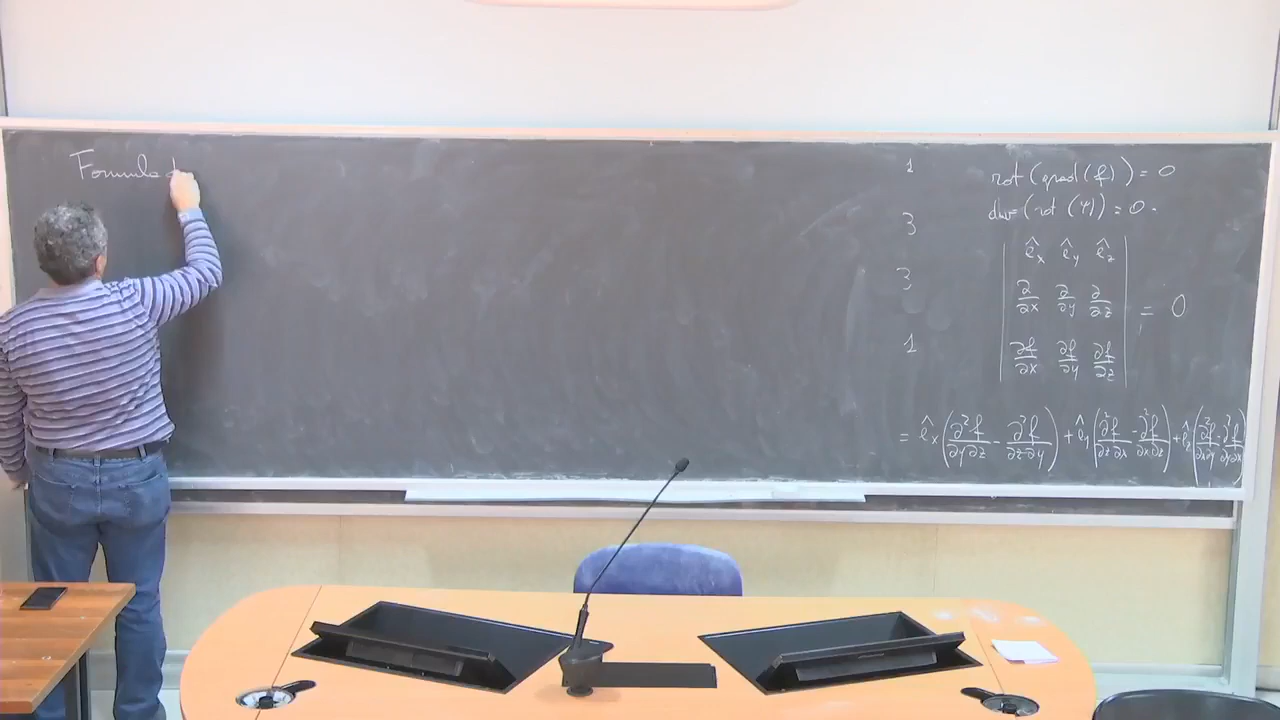 Formula d
1
3
3
1
rot (grad (f)) = 0
div (rot (φ)) = 0.
| ê_x ê_y ê_z |
| ∂/∂x ∂/∂y ∂/∂z | = 0
| ∂f/∂x ∂f/∂y ∂f/∂z |
= ê_x (∂²f/∂y∂z - ∂²f/∂z∂y) + ê_y (∂²f/∂z∂x - ∂²f/∂x∂z) + ê_z (∂²f/∂x∂y - ∂²f/∂y∂x)